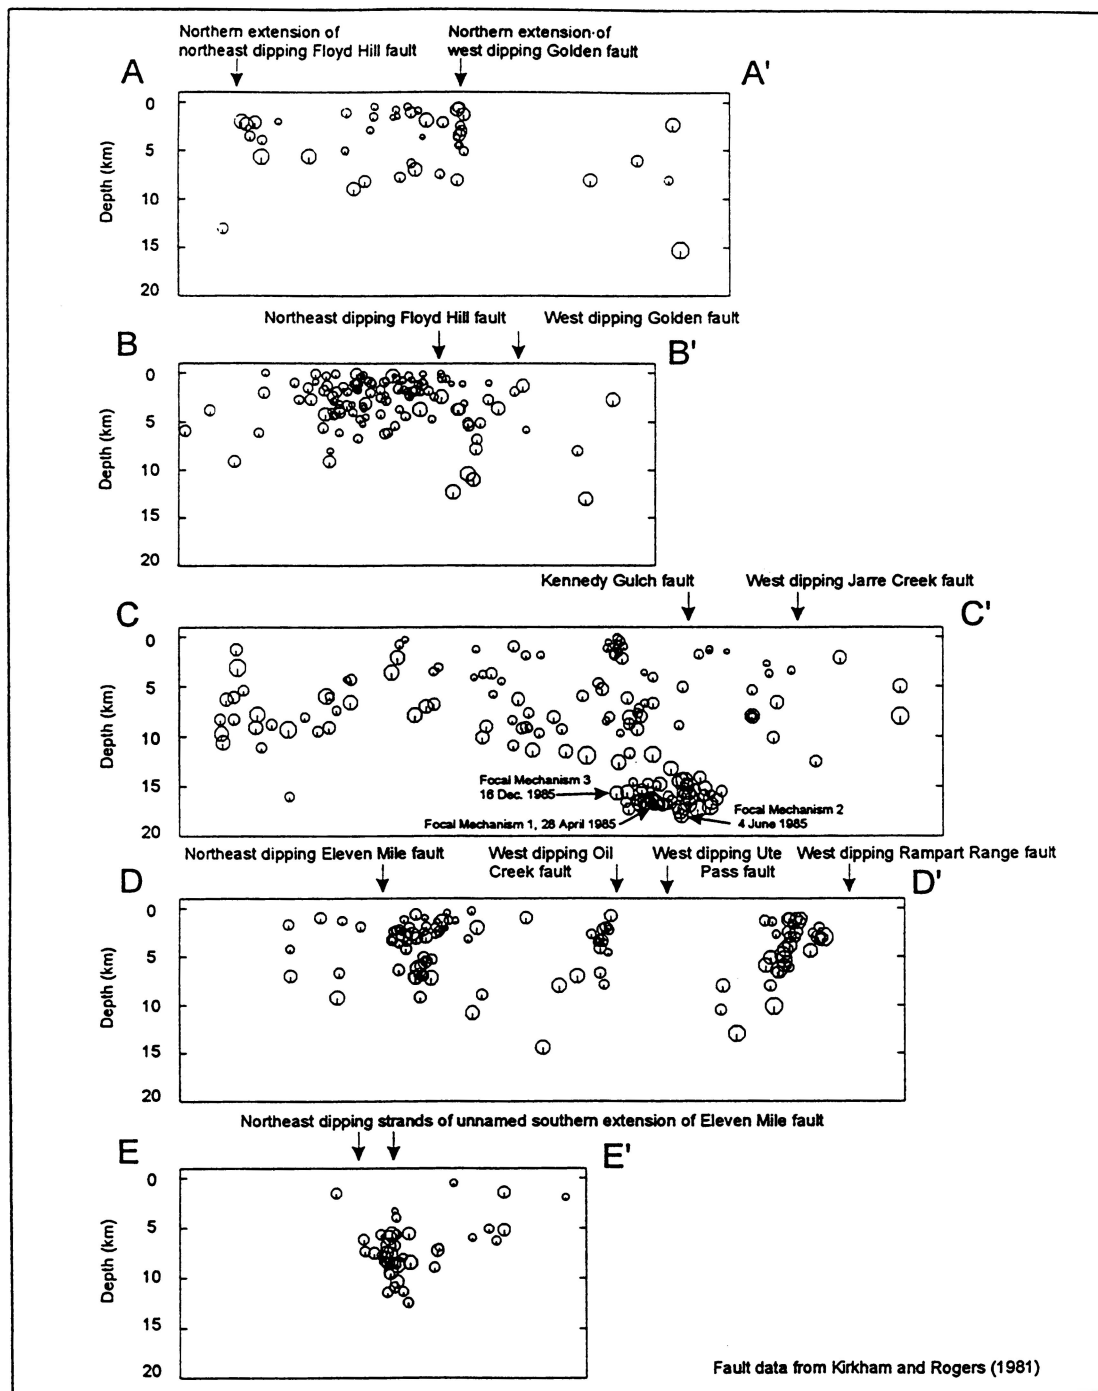 Northern extension of
northeast dipping Floyd Hill fault
Northern extension of
west dipping Golden fault
A
A'
0
5
10
15
20
Depth (km)
Northeast dipping Floyd Hill fault
West dipping Golden fault
B
B'
0
5
10
15
20
Depth (km)
Kennedy Gulch fault
West dipping Jarre Creek fault
C
C'
0
5
10
15
20
Depth (km)
Focal Mechanism 3
16 Dec. 1985
Focal Mechanism 1, 28 April 1985
Focal Mechanism 2
4 June 1985
Northeast dipping Eleven Mile fault
West dipping Oil
Creek fault
West dipping Ute
Pass fault
West dipping Rampart Range fault
D
D'
0
5
10
15
20
Depth (km)
Northeast dipping strands of unnamed southern extension of Eleven Mile fault
E
E'
0
5
10
15
20
Depth (km)
Fault data from Kirkham and Rogers (1981)